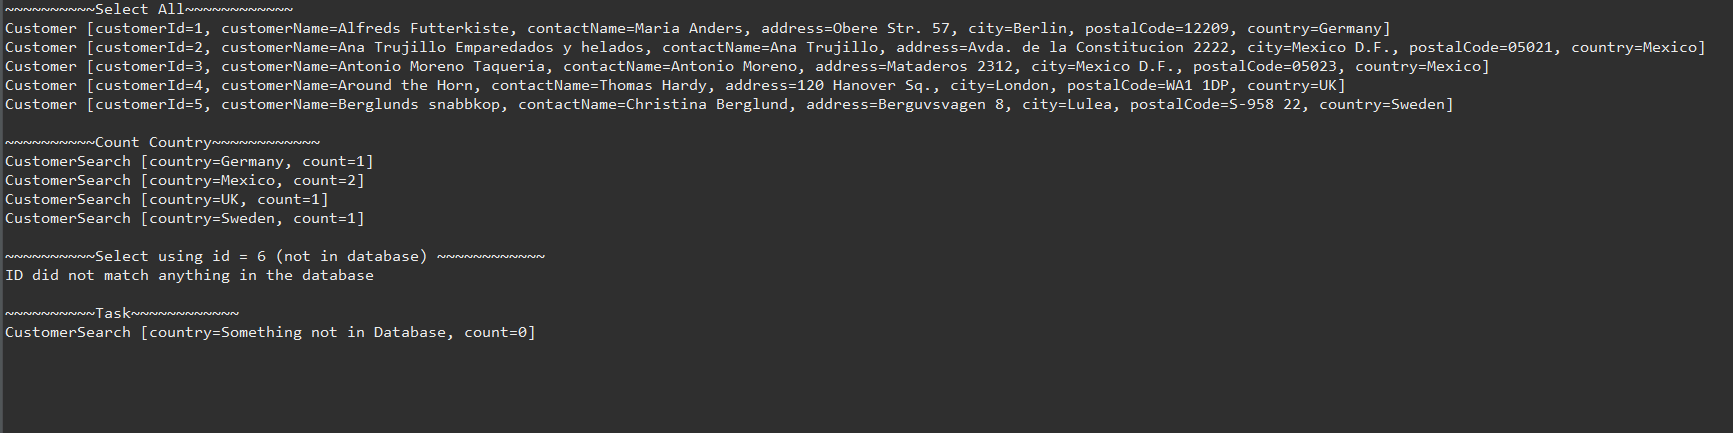 ~~~~~~~~~~Select All~~~~~~~~~~~~
Customer [customerId=1, customerName=Alfreds Futterkiste, contactName=Maria Anders, address=Obere Str. 57, city=Berlin, postalCode=12209, country=Germany]
Customer [customerId=2, customerName=Ana Trujillo Emparedados y helados, contactName=Ana Trujillo, address=Avda. de la Constitucion 2222, city=Mexico D.F., postalCode=05021, country=Mexico]
Customer [customerId=3, customerName=Antonio Moreno Taqueria, contactName=Antonio Moreno, address=Mataderos 2312, city=Mexico D.F., postalCode=05023, country=Mexico]
Customer [customerId=4, customerName=Around the Horn, contactName=Thomas Hardy, address=120 Hanover Sq., city=London, postalCode=WA1 1DP, country=UK]
Customer [customerId=5, customerName=Berglunds snabbkop, contactName=Christina Berglund, address=Berguvsvagen 8, city=Lulea, postalCode=S-958 22, country=Sweden]
~~~~~~~~~~Count Country~~~~~~~~~~~~
CustomerSearch [country=Germany, count=1]
CustomerSearch [country=Mexico, count=2]
CustomerSearch [country=UK, count=1]
CustomerSearch [country=Sweden, count=1]
~~~~~~~~~~Select using id = 6 (not in database) ~~~~~~~~~~~~
ID did not match anything in the database
~~~~~~~~~~Task~~~~~~~~~~~~
CustomerSearch [country=Something not in Database, count=0]